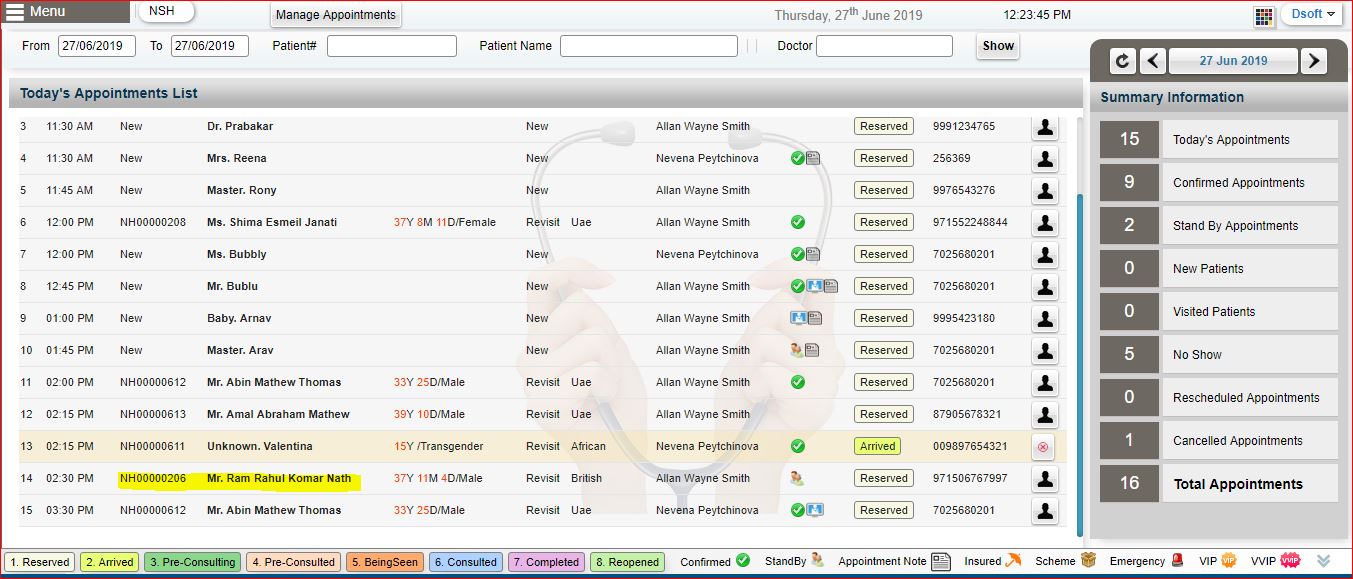 Menu NSH Manage Appointments Thursday, 27th June 2019 12:23:45 PM Dsoft
From 27/06/2019 To 27/06/2019 Patient# Patient Name Doctor Show
27 Jun 2019
Today's Appointments List
3 11:30 AM New Dr. Prabakar New Allan Wayne Smith Reserved 9991234765
4 11:30 AM New Mrs. Reena New Nevena Peytchinova Reserved 256369
5 11:45 AM New Master. Rony New Allan Wayne Smith Reserved 9976543276
6 12:00 PM NH00000208 Ms. Shima Esmeil Janati 37Y 8M 11D/Female Revisit Uae Allan Wayne Smith Reserved 971552248844
7 12:00 PM New Ms. Bubbly New Nevena Peytchinova Reserved 7025680201
8 12:45 PM New Mr. Bublu New Allan Wayne Smith Reserved 7025680201
9 01:00 PM New Baby. Arnav New Allan Wayne Smith Reserved 9995423180
10 01:45 PM New Master. Arav New Allan Wayne Smith Reserved 7025680201
11 02:00 PM NH00000612 Mr. Abin Mathew Thomas 33Y 25D/Male Revisit Uae Allan Wayne Smith Reserved 7025680201
12 02:15 PM NH00000613 Mr. Amal Abraham Mathew 39Y 10D/Male Revisit Uae Allan Wayne Smith Reserved 87905678321
13 02:15 PM NH00000611 Unknown. Valentina 15Y /Transgender Revisit African Nevena Peytchinova Arrived 009897654321
14 02:30 PM NH00000206 Mr. Ram Rahul Komar Nath 37Y 11M 4D/Male Revisit British Allan Wayne Smith Reserved 971506767997
15 03:30 PM NH00000612 Mr. Abin Mathew Thomas 33Y 25D/Male Revisit Uae Nevena Peytchinova Reserved 7025680201
Summary Information
15 Today's Appointments
9 Confirmed Appointments
2 Stand By Appointments
0 New Patients
0 Visited Patients
5 No Show
0 Rescheduled Appointments
1 Cancelled Appointments
16 Total Appointments
1. Reserved 2. Arrived 3. Pre-Consulting 4. Pre-Consulted 5. BeingSeen 6. Consulted 7. Completed 8. Reopened Confirmed StandBy Appointment Note Insured Scheme Emergency VIP VIP VVIP VVIP